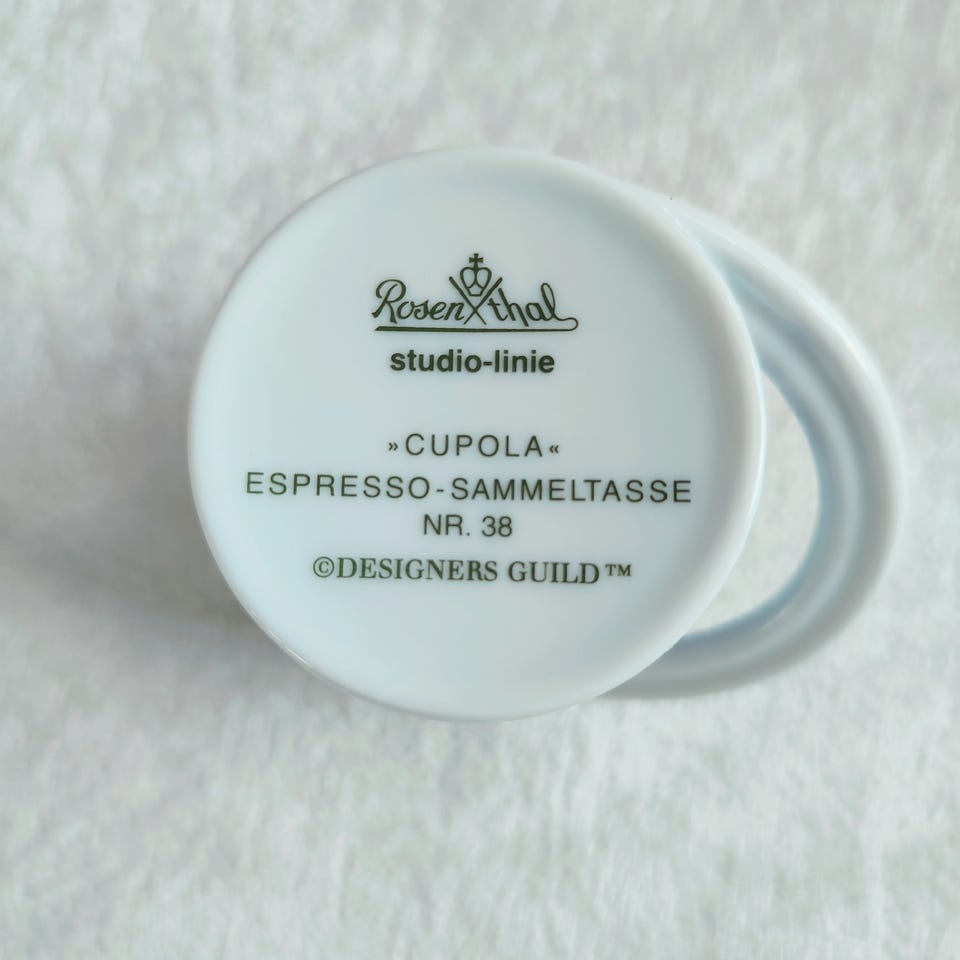 Rosenthal
studio-linie
»CUPOLA«
ESPRESSO-SAMMELTASSE
NR. 38
©DESIGNERS GUILD™